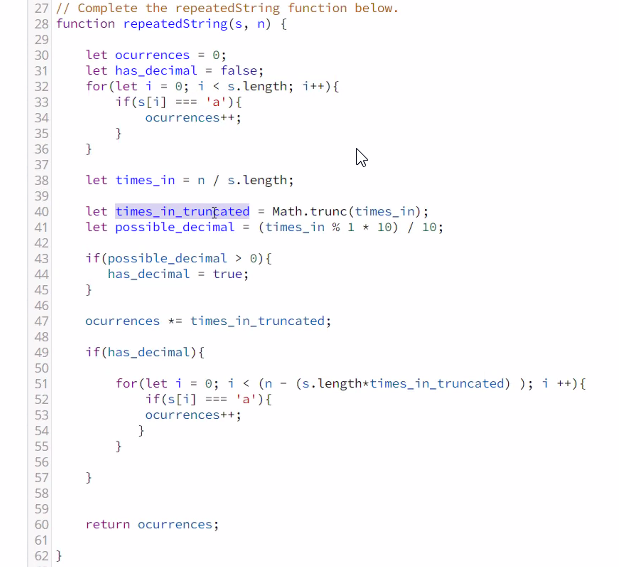 27 // Complete the repeatedString function below.
28 function repeatedString(s, n) {
29
30     let ocurrences = 0;
31     let has_decimal = false;
32     for(let i = 0; i < s.length; i++){
33         if(s[i] === 'a'){
34             ocurrences++;
35         }
36     }
37
38     let times_in = n / s.length;
39
40     let times_in_truncated = Math.trunc(times_in);
41     let possible_decimal = (times_in % 1 * 10) / 10;
42
43     if(possible_decimal > 0){
44        has_decimal = true;
45     }
46
47     ocurrences *= times_in_truncated;
48
49     if(has_decimal){
50
51         for(let i = 0; i < (n - (s.length*times_in_truncated) ); i ++){
52             if(s[i] === 'a'){
53             ocurrences++;
54            }
55         }
56
57     }
58
59
60     return ocurrences;
61
62 }